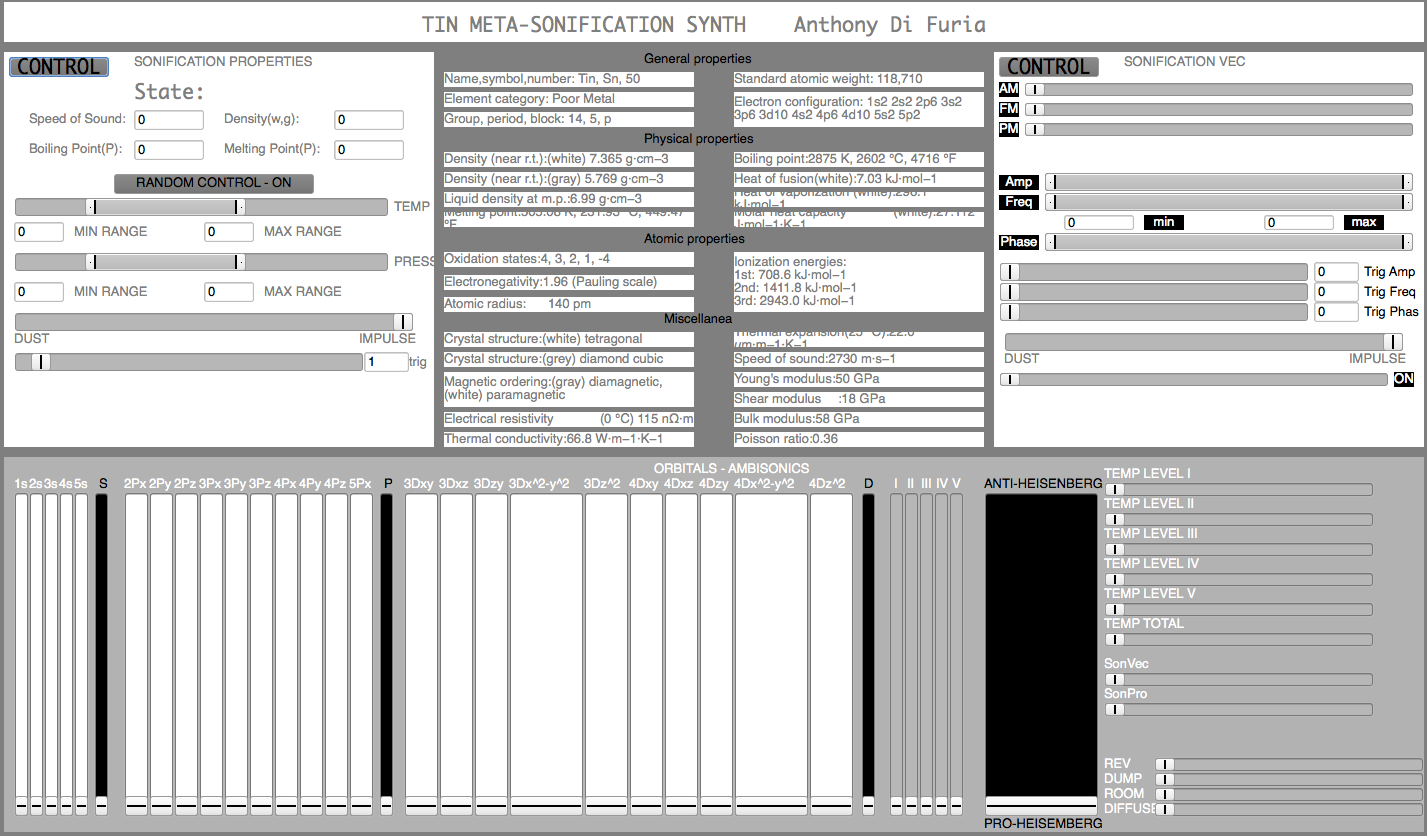 TIN META-SONIFICATION SYNTH Anthony Di Furia
CONTROL
SONIFICATION PROPERTIES
State:
Speed of Sound: 0 Density(w,g): 0
Boiling Point(P): 0 Melting Point(P): 0
RANDOM CONTROL - ON
TEMP
0 MIN RANGE 0 MAX RANGE
PRESS
0 MIN RANGE 0 MAX RANGE
DUST IMPULSE
1 trig
General properties
Name,symbol,number: Tin, Sn, 50
Element category: Poor Metal
Group, period, block: 14, 5, p
Standard atomic weight: 118,710
Electron configuration: 1s2 2s2 2p6 3s2
3p6 3d10 4s2 4p6 4d10 5s2 5p2
Physical properties
Density (near r.t.):(white) 7.365 g·cm−3
Density (near r.t.):(gray) 5.769 g·cm−3
Liquid density at m.p.:6.99 g·cm−3
Melting point:505.08 K, 231.93 °C, 449.47
°F
Boiling point:2875 K, 2602 °C, 4716 °F
Heat of fusion(white):7.03 kJ·mol−1
Heat of vaporization (white):296.1
kJ·mol−1
Molar heat capacity (white):27.112
J·mol−1·K−1
Atomic properties
Oxidation states:4, 3, 2, 1, -4
Electronegativity:1.96 (Pauling scale)
Atomic radius: 140 pm
Ionization energies:
1st: 708.6 kJ·mol−1
2nd: 1411.8 kJ·mol−1
3rd: 2943.0 kJ·mol−1
Miscellanea
Crystal structure:(white) tetragonal
Crystal structure:(grey) diamond cubic
Magnetic ordering:(gray) diamagnetic,
(white) paramagnetic
Electrical resistivity (0 °C) 115 nΩ·m
Thermal conductivity:66.8 W·m−1·K−1
Thermal expansion(25 °C):22.0
µm·m−1·K−1
Speed of sound:2730 m·s−1
Young's modulus:50 GPa
Shear modulus :18 GPa
Bulk modulus:58 GPa
Poisson ratio:0.36
CONTROL
SONIFICATION VEC
AM
FM
PM
Amp
Freq
0 min 0 max
Phase
0 Trig Amp
0 Trig Freq
0 Trig Phas
DUST IMPULSE
ON
ORBITALS - AMBISONICS
1s 2s 3s 4s 5s S 2Px 2Py 2Pz 3Px 3Py 3Pz 4Px 4Py 4Pz 5Px P 3Dxy 3Dxz 3Dzy 3Dx^2-y^2 3Dz^2 4Dxy 4Dxz 4Dzy 4Dx^2-y^2 4Dz^2 D I II III IV V
ANTI-HEISENBERG
PRO-HEISEMBERG
TEMP LEVEL I
TEMP LEVEL II
TEMP LEVEL III
TEMP LEVEL IV
TEMP LEVEL V
TEMP TOTAL
SonVec
SonPro
REV
DUMP
ROOM
DIFFUSE